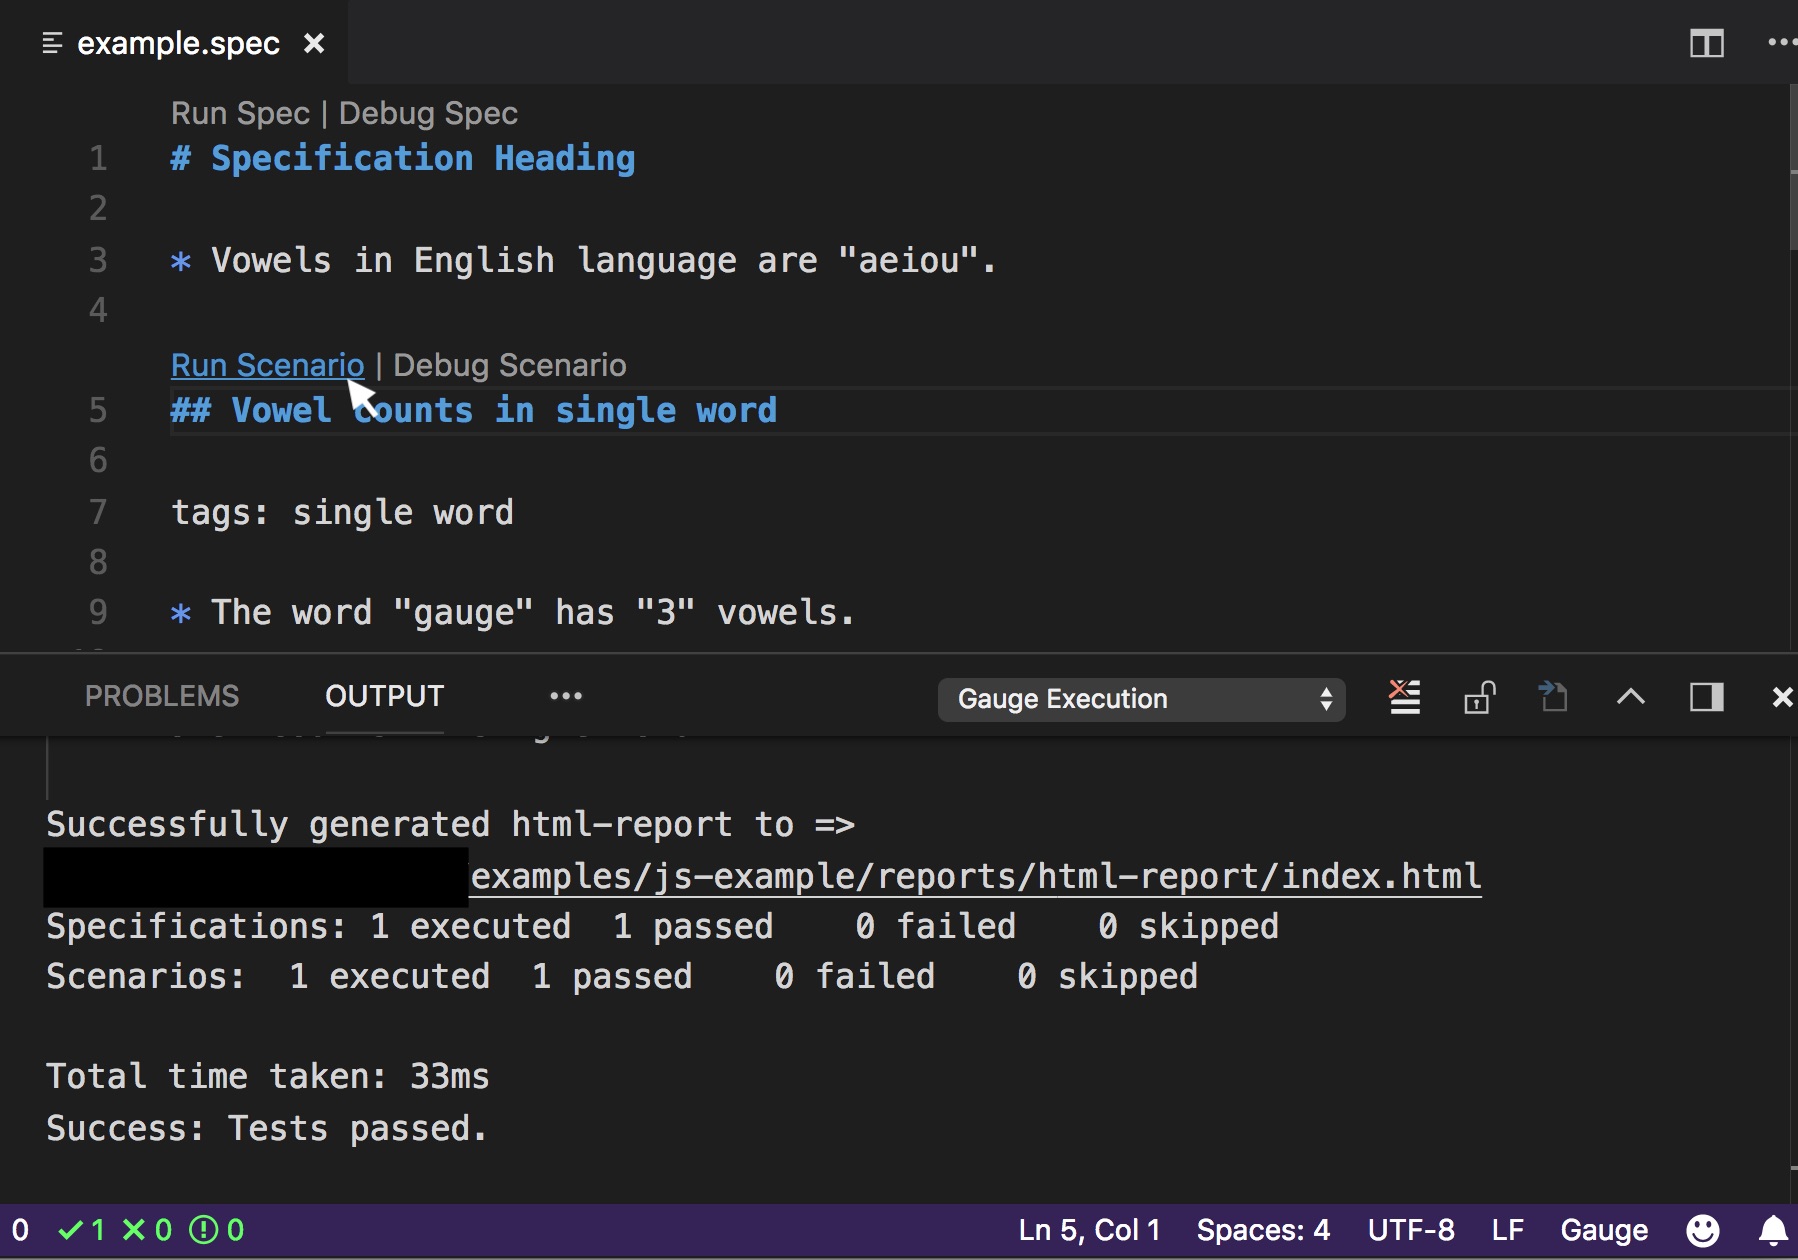 example.spec
Run Spec | Debug Spec
1 # Specification Heading
2
3 * Vowels in English language are "aeiou".
4
Run Scenario | Debug Scenario
5 ## Vowel counts in single word
6
7 tags: single word
8
9 * The word "gauge" has "3" vowels.
PROBLEMS OUTPUT ••• Gauge Execution
Successfully generated html-report to =>
examples/js-example/reports/html-report/index.html
Specifications: 1 executed 1 passed 0 failed 0 skipped
Scenarios: 1 executed 1 passed 0 failed 0 skipped
Total time taken: 33ms
Success: Tests passed.
0 ✓ 1 ✕ 0 ! 0 Ln 5, Col 1 Spaces: 4 UTF-8 LF Gauge